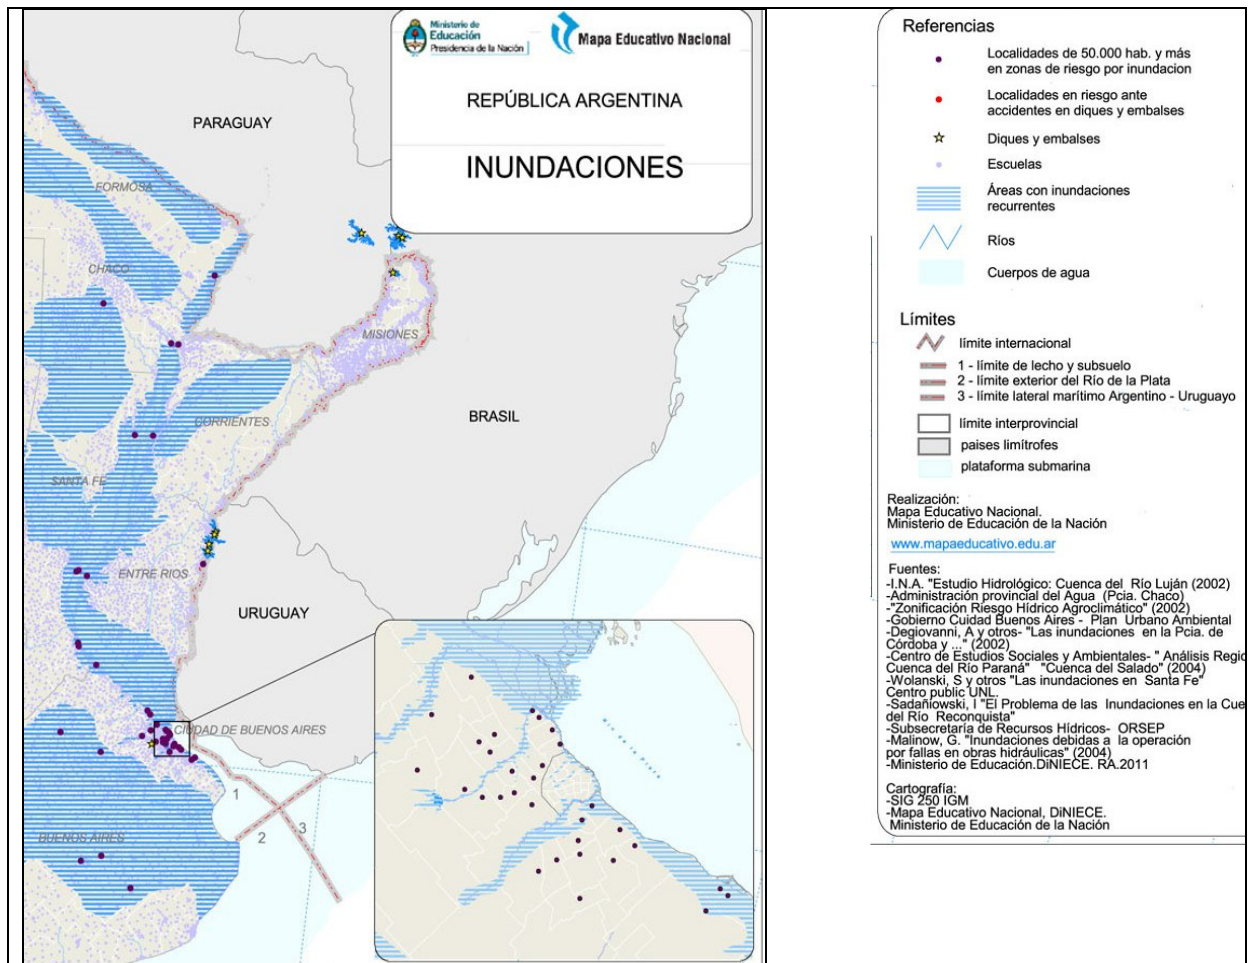 Ministerio de
Educación
Presidencia de la Nación
Mapa Educativo Nacional
REPÚBLICA ARGENTINA
INUNDACIONES
PARAGUAY
FORMOSA
CHACO
MISIONES
CORRIENTES
BRASIL
SANTA FE
ENTRE RIOS
URUGUAY
CIUDAD DE BUENOS AIRES
1
2
3
BUENOS AIRES
Referencias
Localidades de 50.000 hab. y más
en zonas de riesgo por inundacion
Localidades en riesgo ante
accidentes en diques y embalses
Diques y embalses
Escuelas
Áreas con inundaciones
recurrentes
Ríos
Cuerpos de agua
Límites
límite internacional
1 - límite de lecho y subsuelo
2 - límite exterior del Río de la Plata
3 - límite lateral marítimo Argentino - Uruguayo
límite interprovincial
paises limítrofes
plataforma submarina
Realización:
Mapa Educativo Nacional.
Ministerio de Educación de la Nación
www.mapaeducativo.edu.ar
Fuentes:
-I.N.A. "Estudio Hidrológico: Cuenca del Río Luján (2002)
-Administración provincial del Agua (Pcia. Chaco)
-"Zonificación Riesgo Hídrico Agroclimático" (2002)
-Gobierno Cuidad Buenos Aires - Plan Urbano Ambiental
-Degiovanni, A y otros- "Las inundaciones en la Pcia. de
Córdoba y ..." (2002)
-Centro de Estudios Sociales y Ambientales- " Análisis Regio
Cuenca del Río Paraná" "Cuenca del Salado" (2004)
-Wolanski, S y otros "Las inundaciones en Santa Fe"
Centro public UNL.
-Sadañiowski, I "El Problema de las Inundaciones en la Cue
del Río Reconquista"
-Subsecretaría de Recursos Hídricos- ORSEP
-Malinow, G. "Inundaciones debidas a la operación
por fallas en obras hidráulicas" (2004)
-Ministerio de Educación.DiNIECE. RA.2011
Cartografía:
-SIG 250 IGM
-Mapa Educativo Nacional, DiNIECE.
Ministerio de Educación de la Nación